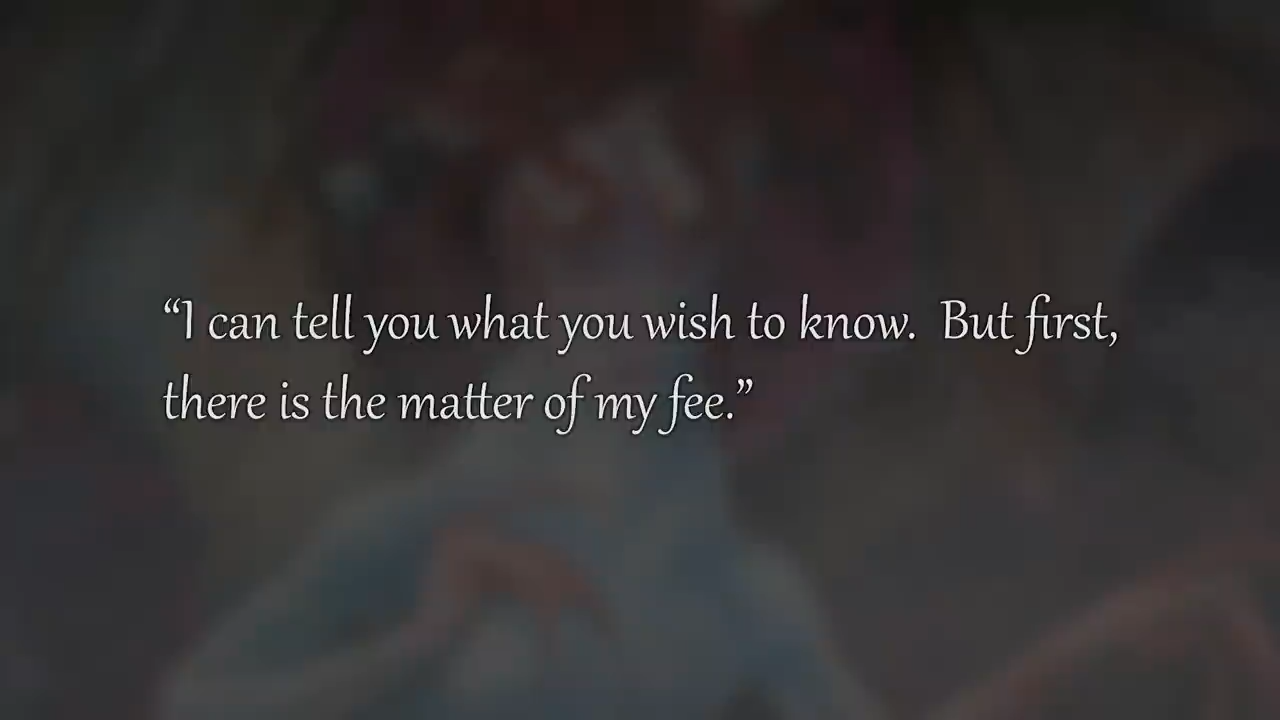 “I can tell you what you wish to know.  But first,
there is the matter of my fee.”